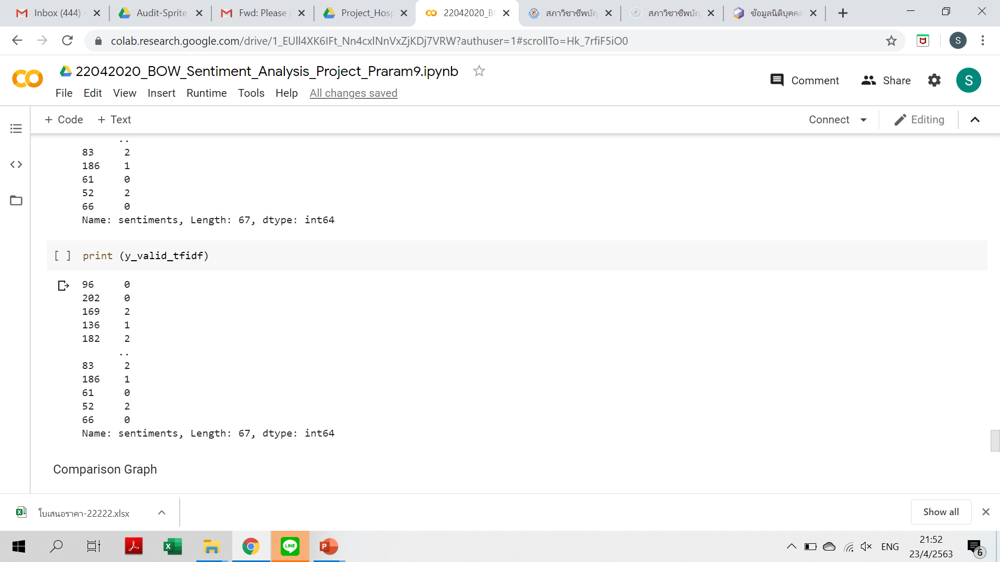 Inbox (444) -
Audit-Sprite
Fwd: Please j
Project_Hosp
22042020_BO
สภาวิชาชีพบัญ
สภาวิชาชีพบัญ
ข้อมูลนิติบุคคล
colab.research.google.com/drive/1_EUll4XK6IFt_Nn4cxlNnVxZjKDj7VRW?authuser=1#scrollTo=Hk_7rfiF5iO0
S
22042020_BOW_Sentiment_Analysis_Project_Praram9.ipynb
Comment
Share
S
File Edit View Insert Runtime Tools Help All changes saved
+ Code + Text
Connect
Editing
..
83 2
186 1
61 0
52 2
66 0
Name: sentiments, Length: 67, dtype: int64
[ ] print (y_valid_tfidf)
96 0
202 0
169 2
136 1
182 2
..
83 2
186 1
61 0
52 2
66 0
Name: sentiments, Length: 67, dtype: int64
Comparison Graph
ใบเสนอราคา-22222.xlsx
Show all
LINE
ENG
21:52
23/4/2563
6